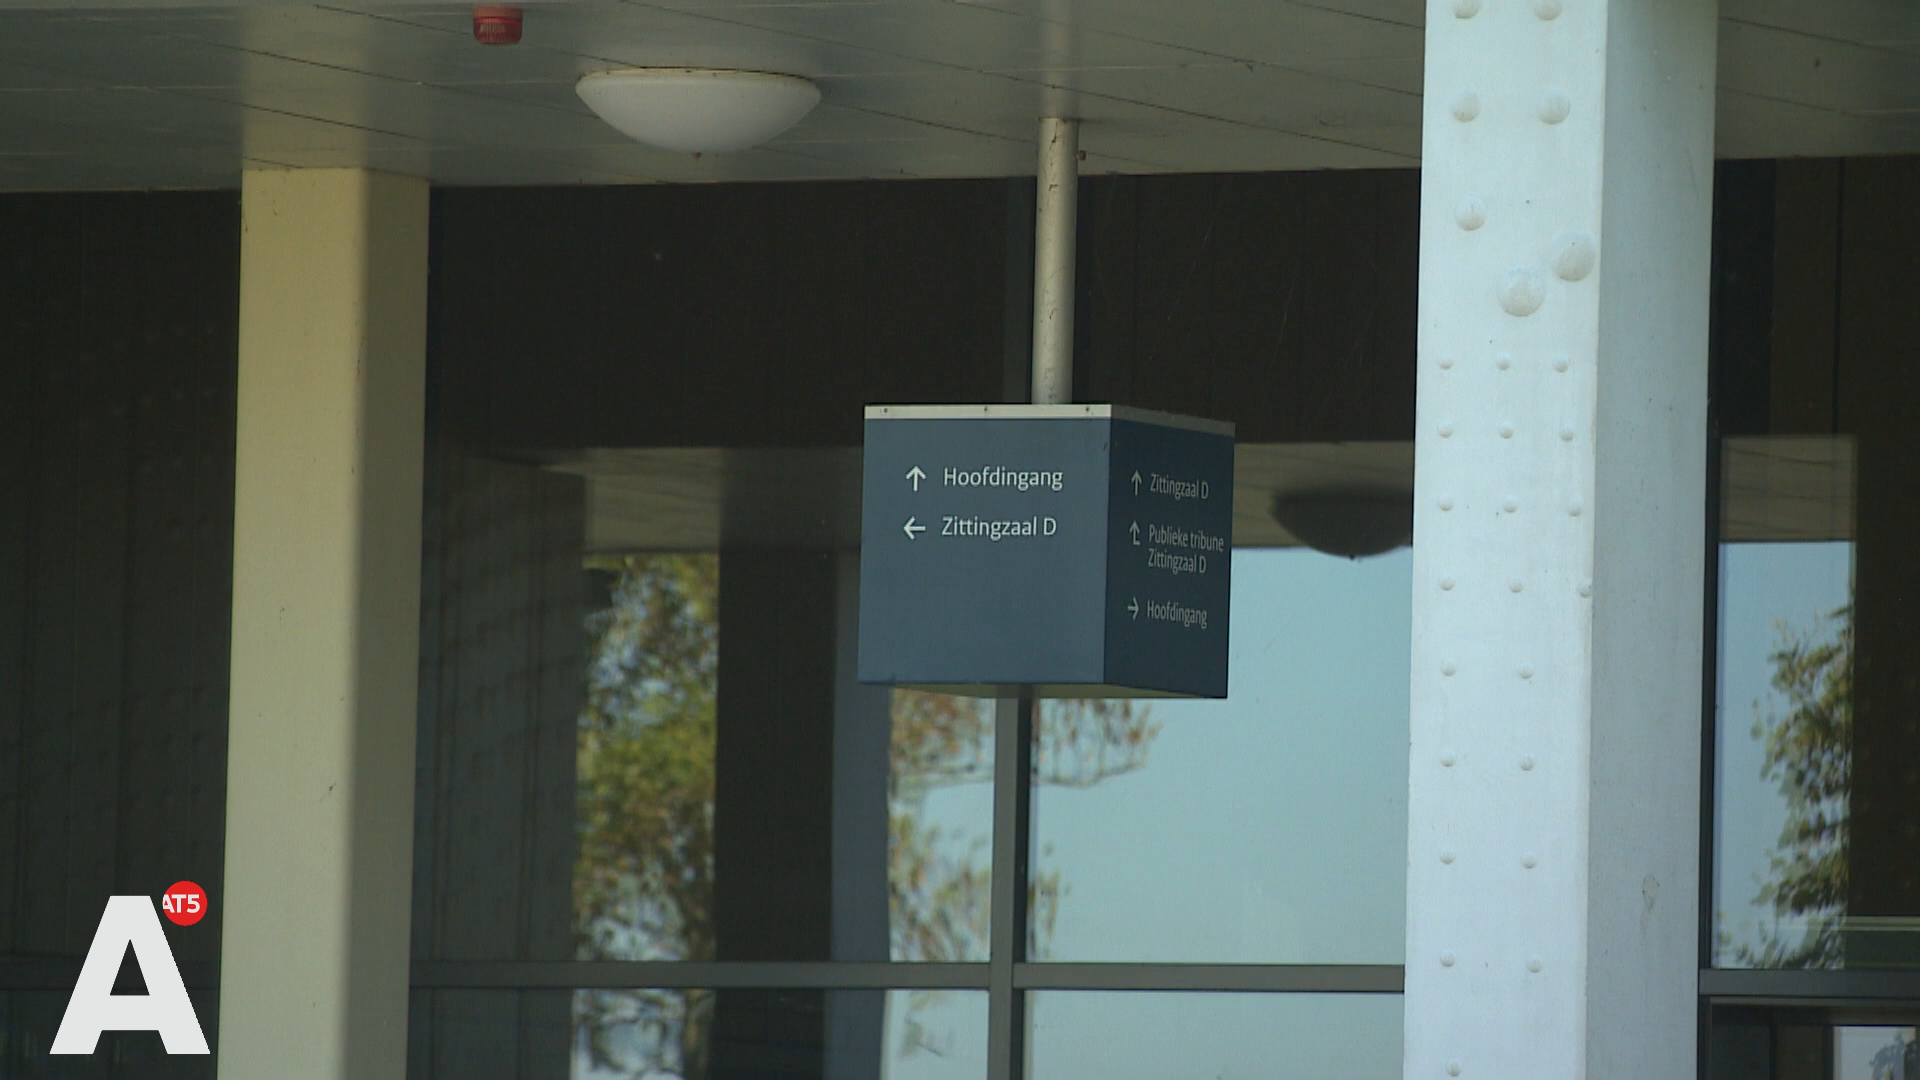 ↑ Hoofdingang
← Zittingzaal D
↑ Zittingzaal D
↰ Publieke tribune
Zittingzaal D
→ Hoofdingang
A
AT5